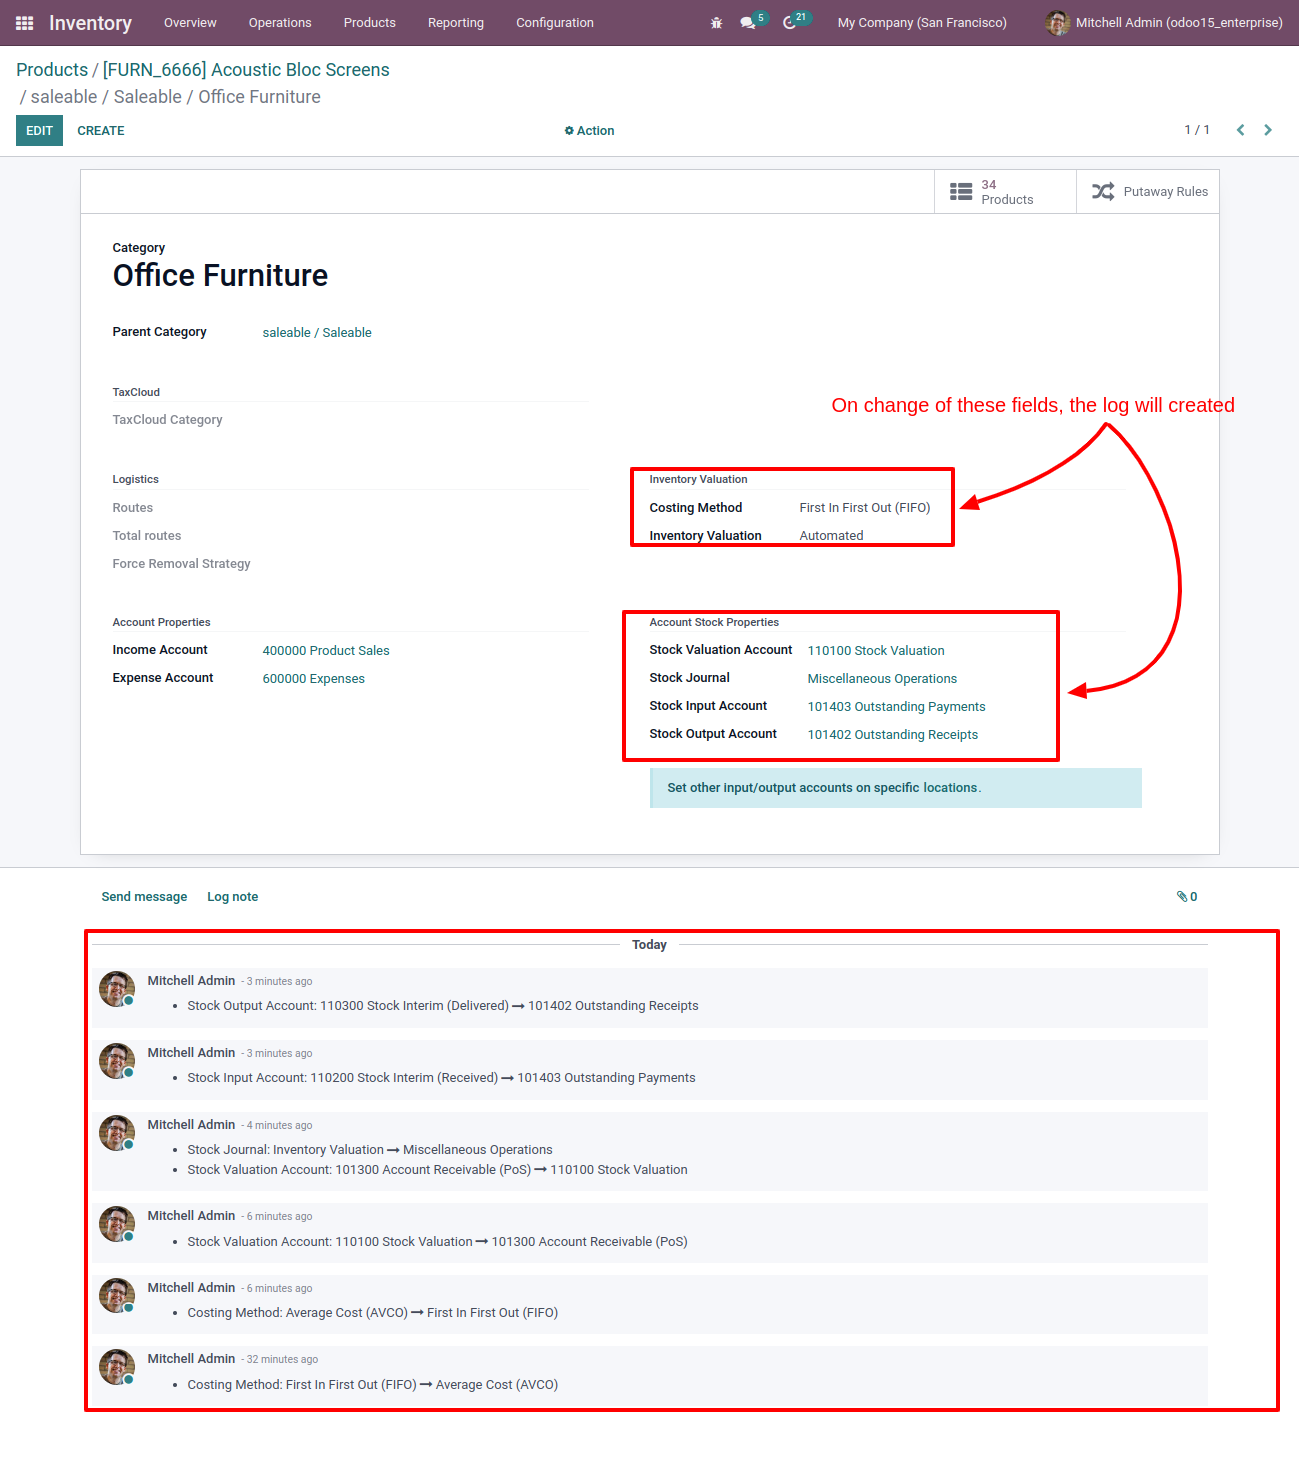 Inventory Overview Operations Products Reporting Configuration 5 21 My Company (San Francisco) Mitchell Admin (odoo15_enterprise)
Products / [FURN_6666] Acoustic Bloc Screens
/ saleable / Saleable / Office Furniture
EDIT CREATE Action 1 / 1
34
Products Putaway Rules
Category
Office Furniture
Parent Category saleable / Saleable
TaxCloud
TaxCloud Category
On change of these fields, the log will created
Logistics
Routes
Total routes
Force Removal Strategy
Inventory Valuation
Costing Method First In First Out (FIFO)
Inventory Valuation Automated
Account Properties
Income Account 400000 Product Sales
Expense Account 600000 Expenses
Account Stock Properties
Stock Valuation Account 110100 Stock Valuation
Stock Journal Miscellaneous Operations
Stock Input Account 101403 Outstanding Payments
Stock Output Account 101402 Outstanding Receipts
Set other input/output accounts on specific locations.
Send message Log note 0
Today
Mitchell Admin - 3 minutes ago
• Stock Output Account: 110300 Stock Interim (Delivered) → 101402 Outstanding Receipts
Mitchell Admin - 3 minutes ago
• Stock Input Account: 110200 Stock Interim (Received) → 101403 Outstanding Payments
Mitchell Admin - 4 minutes ago
• Stock Journal: Inventory Valuation → Miscellaneous Operations
• Stock Valuation Account: 101300 Account Receivable (PoS) → 110100 Stock Valuation
Mitchell Admin - 6 minutes ago
• Stock Valuation Account: 110100 Stock Valuation → 101300 Account Receivable (PoS)
Mitchell Admin - 6 minutes ago
• Costing Method: Average Cost (AVCO) → First In First Out (FIFO)
Mitchell Admin - 32 minutes ago
• Costing Method: First In First Out (FIFO) → Average Cost (AVCO)